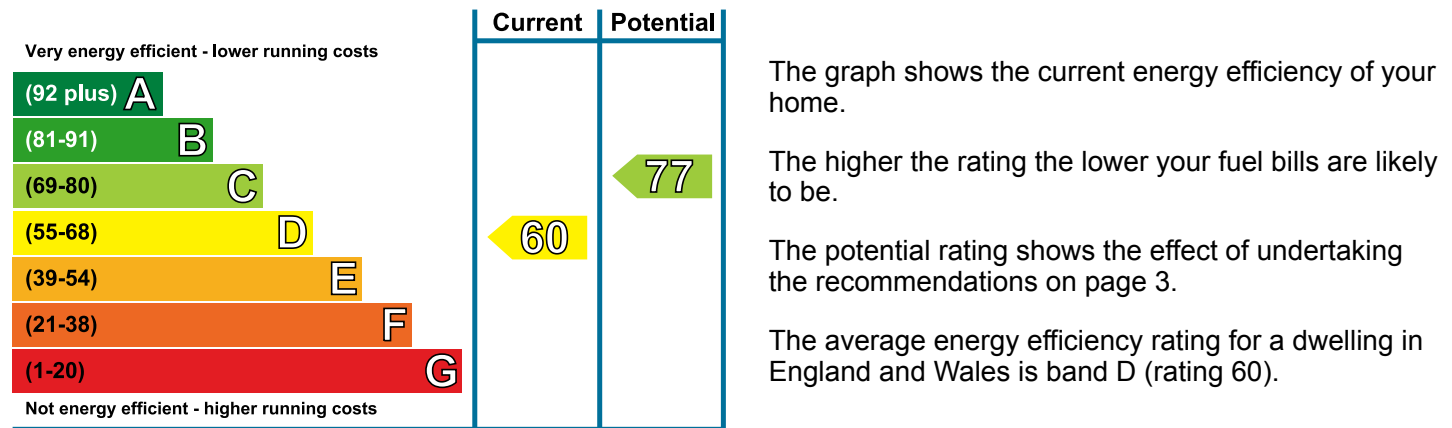 Current Potential
Very energy efficient - lower running costs
(92 plus) A
(81-91) B
(69-80) C
(55-68) D
(39-54) E
(21-38) F
(1-20) G
Not energy efficient - higher running costs
60
77
The graph shows the current energy efficiency of your
home.
The higher the rating the lower your fuel bills are likely
to be.
The potential rating shows the effect of undertaking
the recommendations on page 3.
The average energy efficiency rating for a dwelling in
England and Wales is band D (rating 60).